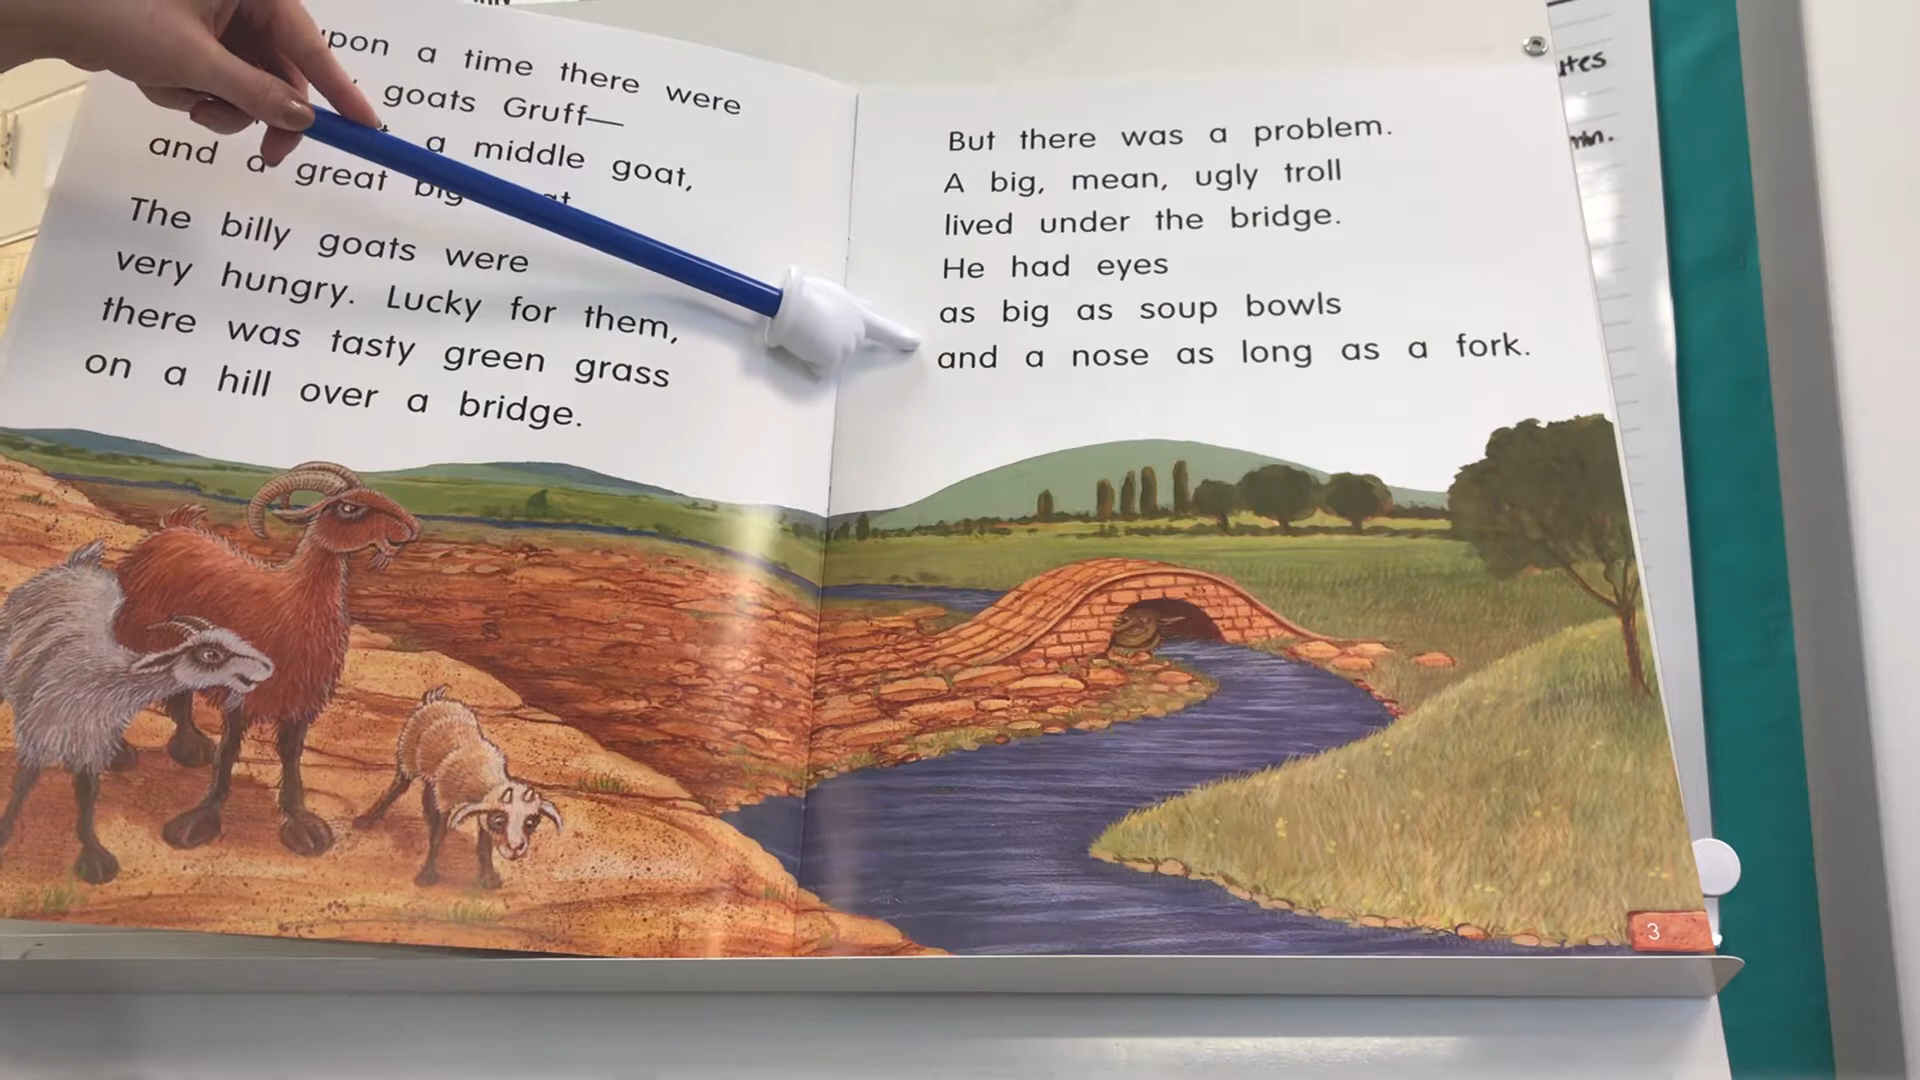 upon a time there were
goats Gruff—
a middle goat,
and a great big
The billy goats were
very hungry. Lucky for them,
there was tasty green grass
on a hill over a bridge.
But there was a problem.
A big, mean, ugly troll
lived under the bridge.
He had eyes
as big as soup bowls
and a nose as long as a fork.
3
min.